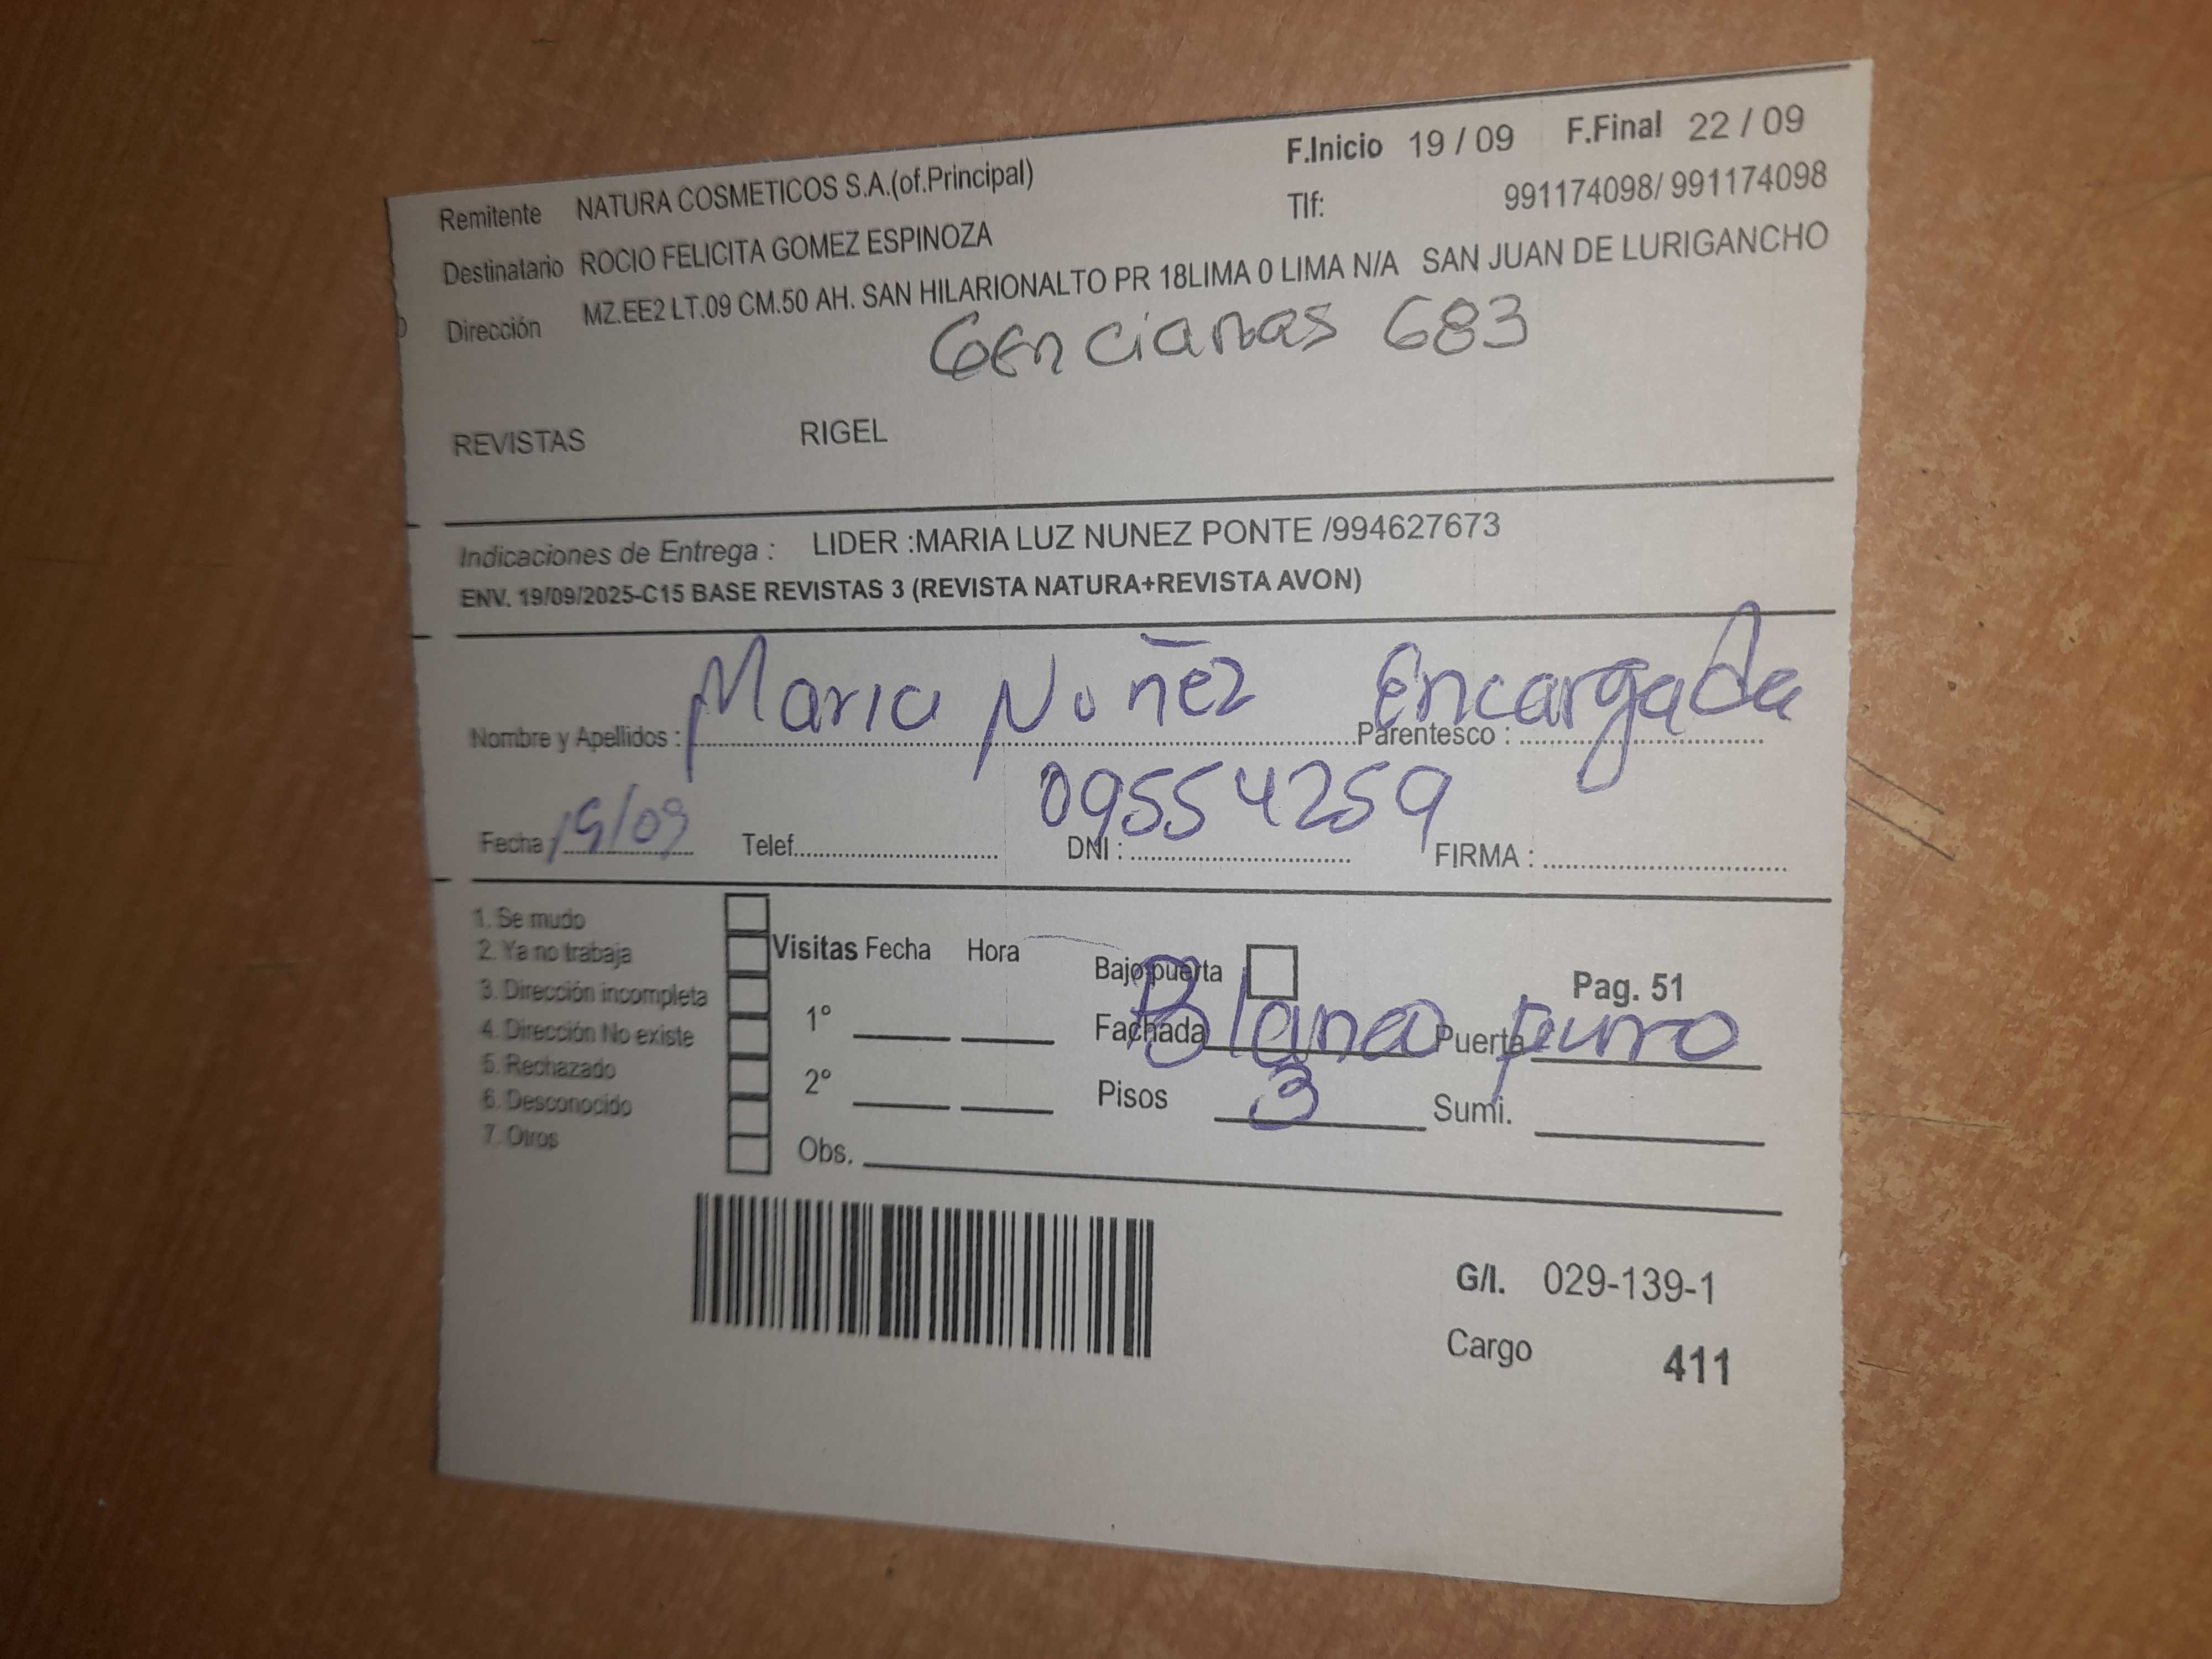 F.Inicio 19 / 09 F.Final 22 / 09
Remitente NATURA COSMETICOS S.A.(of.Principal) Tlf: 991174098/ 991174098
Destinatario ROCIO FELICITA GOMEZ ESPINOZA
Dirección MZ.EE2 LT.09 CM.50 AH. SAN HILARIONALTO PR 18LIMA 0 LIMA N/A SAN JUAN DE LURIGANCHO
Gencianas 683
REVISTAS RIGEL
Indicaciones de Entrega : LIDER :MARIA LUZ NUNEZ PONTE /994627673
ENV. 19/09/2025-C15 BASE REVISTAS 3 (REVISTA NATURA+REVISTA AVON)
Nombre y Apellidos : Maria Nuñez Parentesco : Encargada
Fecha 19/09 Telef. DNI : 09554259 FIRMA :
1. Se mudo
2. Ya no trabaja
3. Dirección incompleta
4. Dirección No existe
5. Rechazado
6. Desconocido
7. Otros
Visitas Fecha Hora
1°
2°
Obs.
Bajo puerta
Pag. 51
Fachada Blanco Puerta
Pisos 3 Sumi.
G/I. 029-139-1
Cargo 411